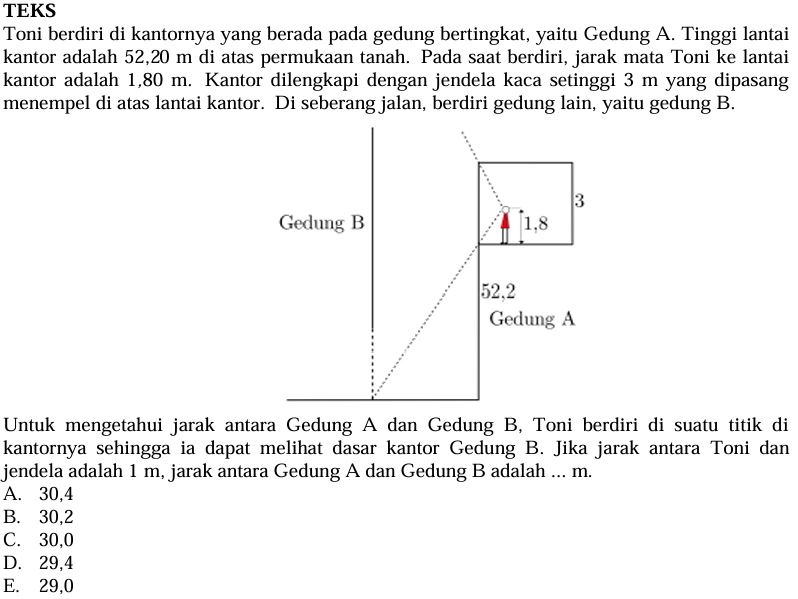 TEKS
Toni berdiri di kantornya yang berada pada gedung bertingkat, yaitu Gedung A. Tinggi lantai
kantor adalah 52,20 m di atas permukaan tanah. Pada saat berdiri, jarak mata Toni ke lantai
kantor adalah 1,80 m. Kantor dilengkapi dengan jendela kaca setinggi 3 m yang dipasang
menempel di atas lantai kantor. Di seberang jalan, berdiri gedung lain, yaitu gedung B.
3
Gedung B
1,8
52,2
Gedung A
Untuk mengetahui jarak antara Gedung A dan Gedung B, Toni berdiri di suatu titik di
kantornya sehingga ia dapat melihat dasar kantor Gedung B. Jika jarak antara Toni dan
jendela adalah 1 m, jarak antara Gedung A dan Gedung B adalah ... m.
A. 30,4
B. 30,2
C. 30,0
D. 29,4
E. 29,0